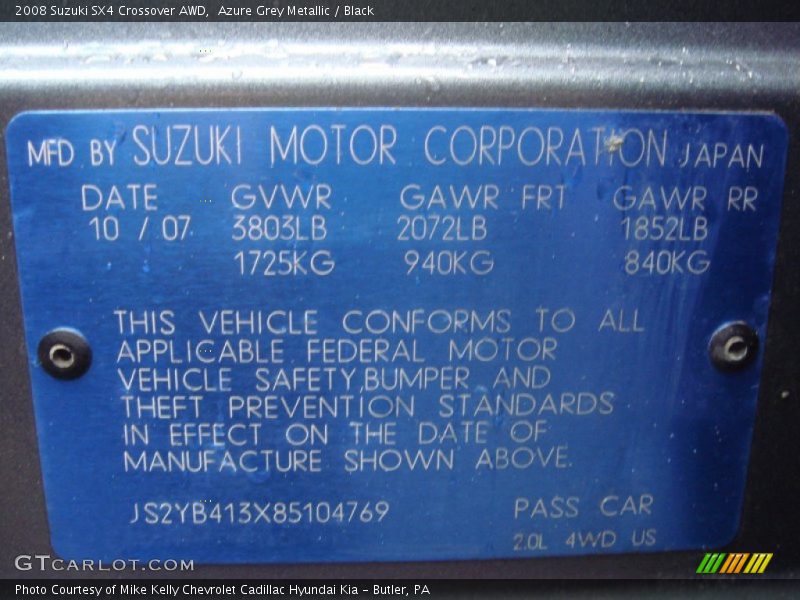 2008 Suzuki SX4 Crossover AWD,  Azure Grey Metallic / Black
MFD BY SUZUKI MOTOR CORPORATION JAPAN
DATE GVWR GAWR FRT GAWR RR
10 / 07 3803LB 2072LB 1852LB
1725KG 940KG 840KG
THIS VEHICLE CONFORMS TO ALL
APPLICABLE FEDERAL MOTOR
VEHICLE SAFETY,BUMPER AND
THEFT PREVENTION STANDARDS
IN EFFECT ON THE DATE OF
MANUFACTURE SHOWN ABOVE.
JS2YB413X85104769 PASS CAR
2.0L 4WD US
GTCARLOT.COM
Photo Courtesy of Mike Kelly Chevrolet Cadillac Hyundai Kia - Butler, PA